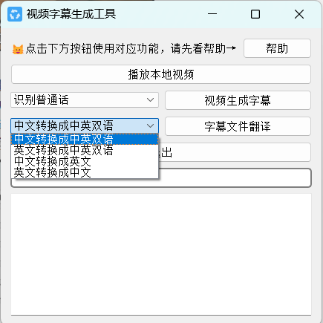 视频字幕生成工具
点击下方按钮使用对应功能，请先看帮助→ 帮助
播放本地视频
识别普通话 视频生成字幕
中文转换成中英双语 字幕文件翻译
中文转换成中英双语
英文转换成中英双语 出
中文转换成英文
英文转换成中文